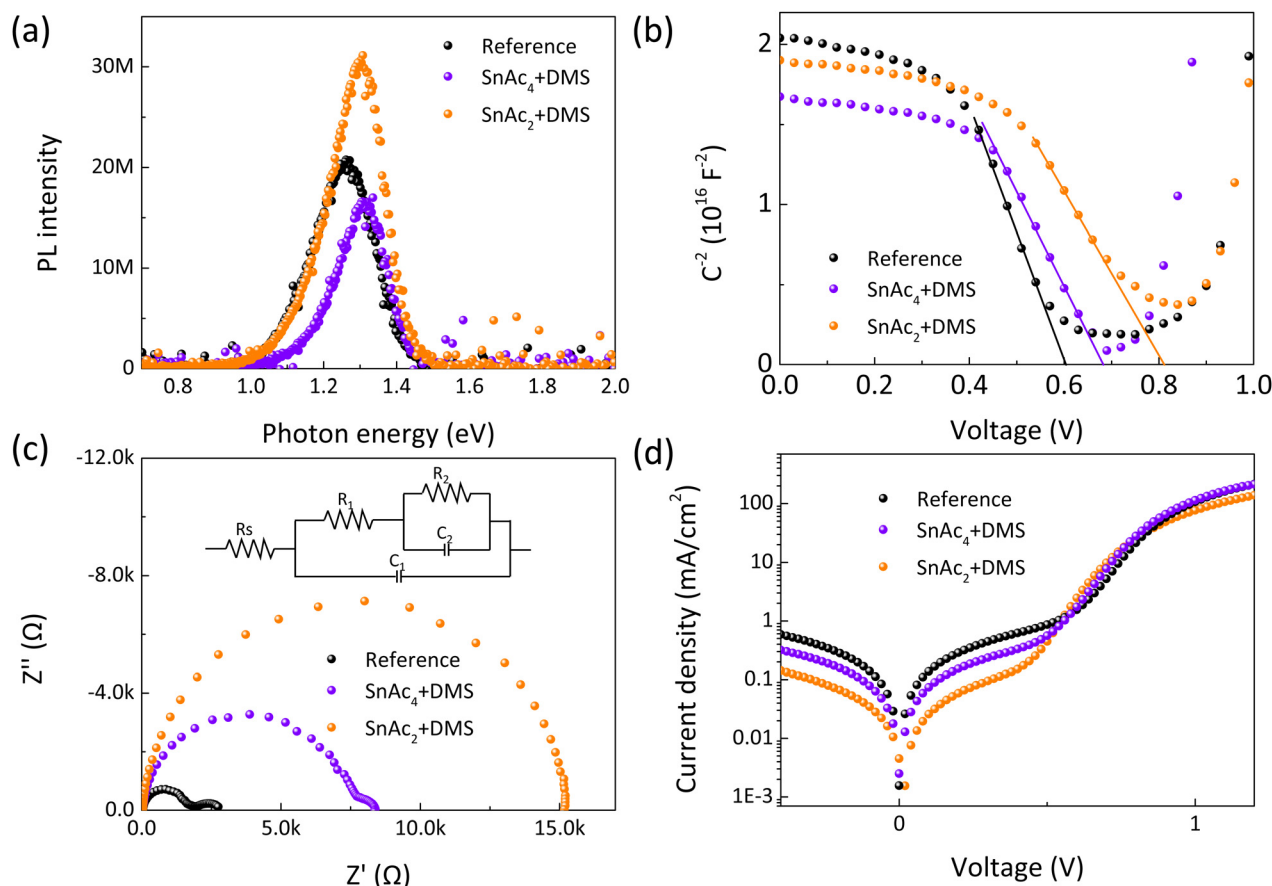 (a)
Reference
SnAc₄+DMS
SnAc₂+DMS
30M
20M
10M
0
PL intensity
0.8 1.0 1.2 1.4 1.6 1.8 2.0
Photon energy (eV)
(b)
2
1
0
C⁻² (10¹⁶ F⁻²)
Reference
SnAc₄+DMS
SnAc₂+DMS
0.0 0.2 0.4 0.6 0.8 1.0
Voltage (V)
(c)
-12.0k
-8.0k
-4.0k
0.0
Z'' (Ω)
Rs
R₁
R₂
C₂
C₁
Reference
SnAc₄+DMS
SnAc₂+DMS
0.0 5.0k 10.0k 15.0k
Z' (Ω)
(d)
100
10
1
0.1
0.01
1E-3
Current density (mA/cm²)
Reference
SnAc₄+DMS
SnAc₂+DMS
0 1
Voltage (V)